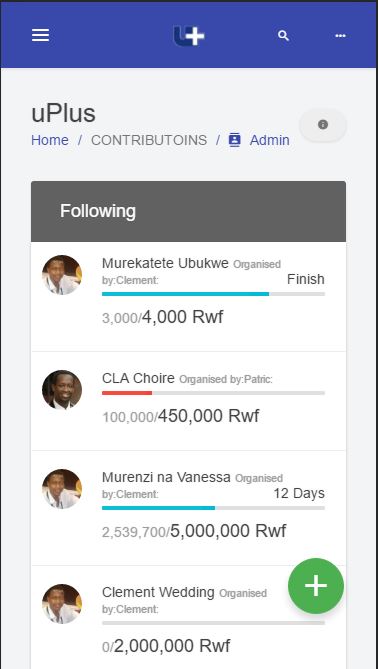 U+
uPlus
Home / CONTRIBUTOINS / Admin
Following
Murekatete Ubukwe Organised
by:Clement: Finish
3,000/4,000 Rwf
CLA Choire Organised by:Patric:
100,000/450,000 Rwf
Murenzi na Vanessa Organised
by:Clement: 12 Days
2,539,700/5,000,000 Rwf
Clement Wedding Organised
by:Clement:
0/2,000,000 Rwf